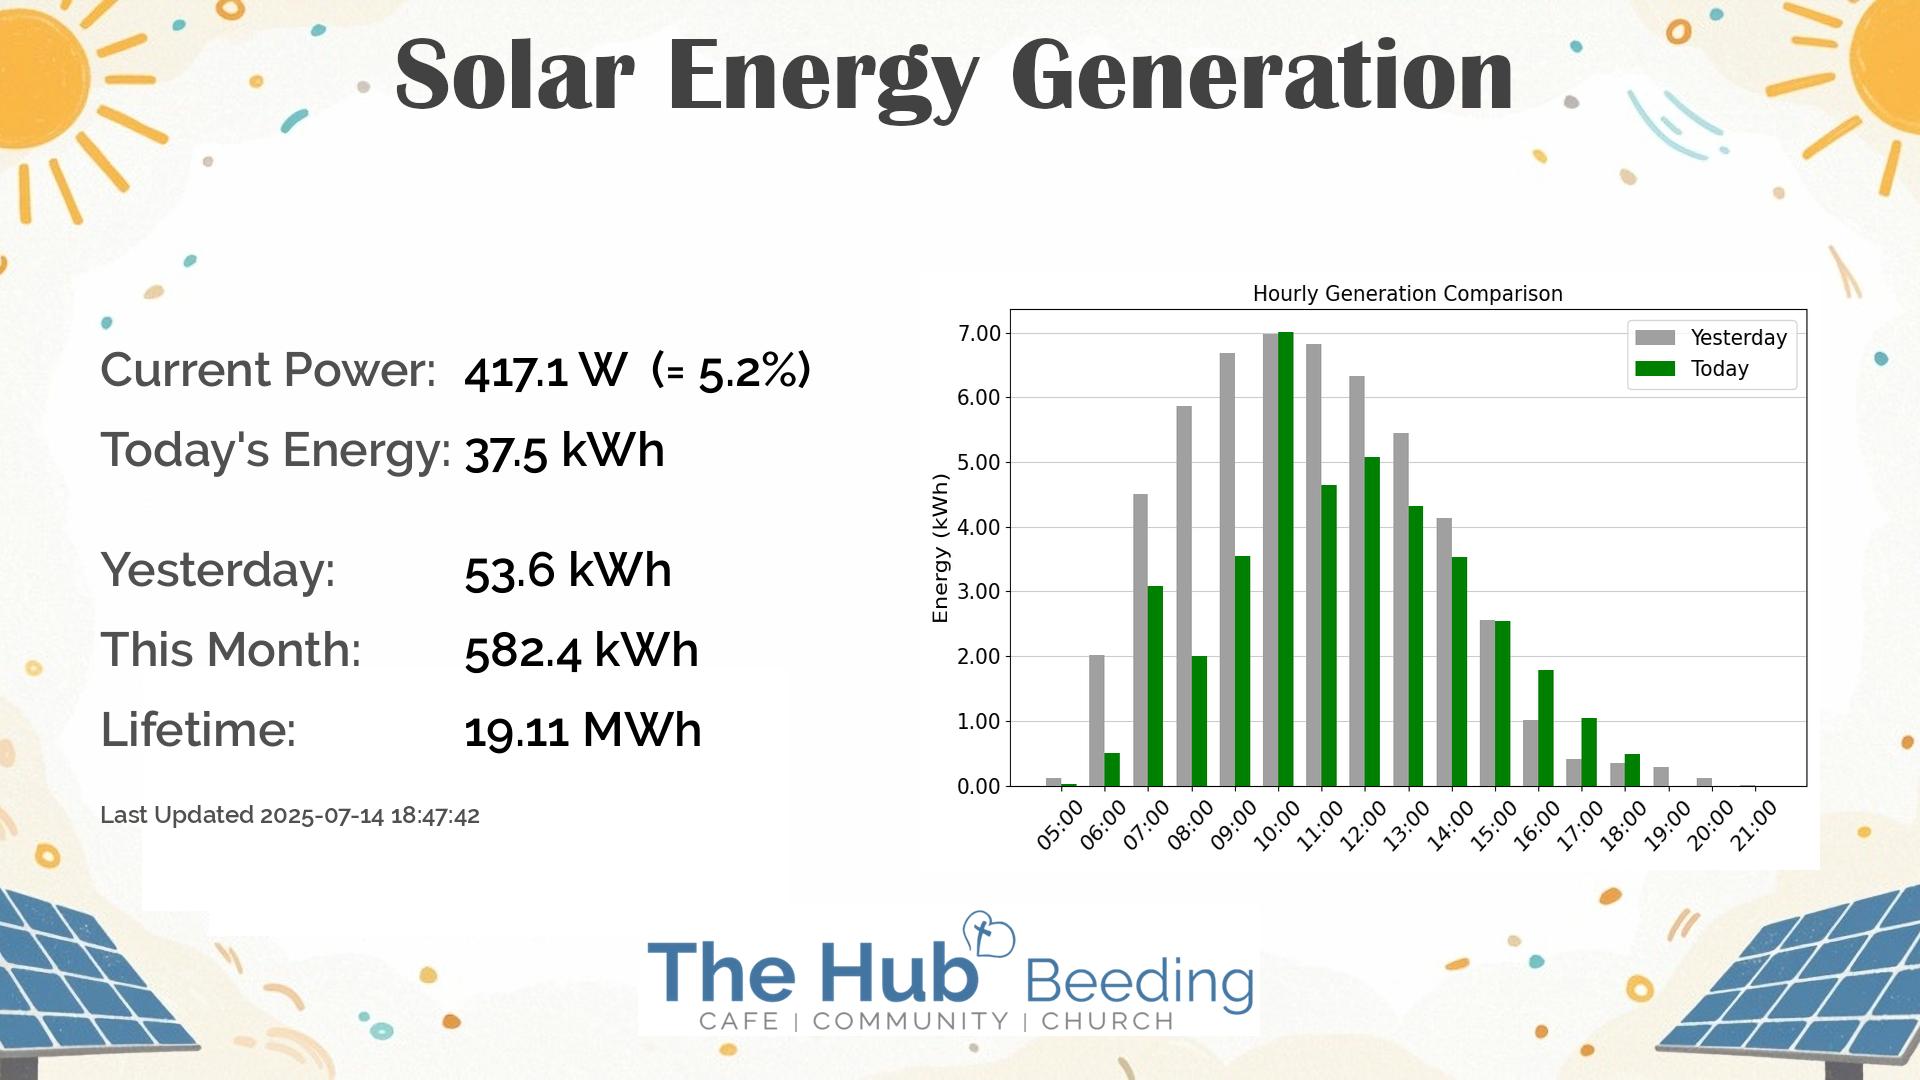 Solar Energy Generation
Current Power: 417.1 W (= 5.2%)
Today's Energy: 37.5 kWh
Yesterday: 53.6 kWh
This Month: 582.4 kWh
Lifetime: 19.11 MWh
Last Updated 2025-07-14 18:47:42
Hourly Generation Comparison
Yesterday
Today
Energy (kWh)
7.00
6.00
5.00
4.00
3.00
2.00
1.00
0.00
05:00 06:00 07:00 08:00 09:00 10:00 11:00 12:00 13:00 14:00 15:00 16:00 17:00 18:00 19:00 20:00 21:00
The Hub Beeding
CAFE | COMMUNITY | CHURCH